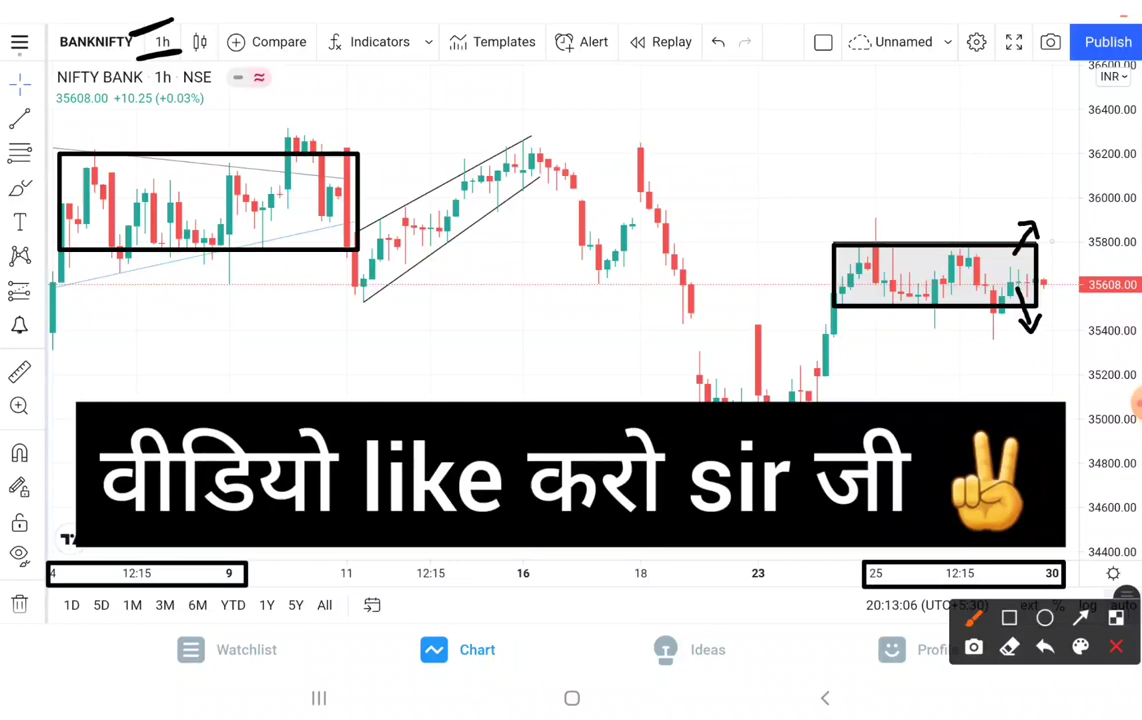 BANKNIFTY 1h Compare Indicators Templates Alert Replay Unnamed Publish
NIFTY BANK · 1h · NSE
INR
35608.00 +10.25 (+0.03%)
36600.00
36400.00
36200.00
36000.00
35800.00
35608.00
35400.00
35200.00
35000.00
34800.00
34600.00
34400.00
वीडियो like करो sir जी ✌
4 12:15 9 11 12:15 16 18 23 25 12:15 30
1D 5D 1M 3M 6M YTD 1Y 5Y All 20:13:06 (UTC+5:30) ext % log auto
Watchlist Chart Ideas Profi